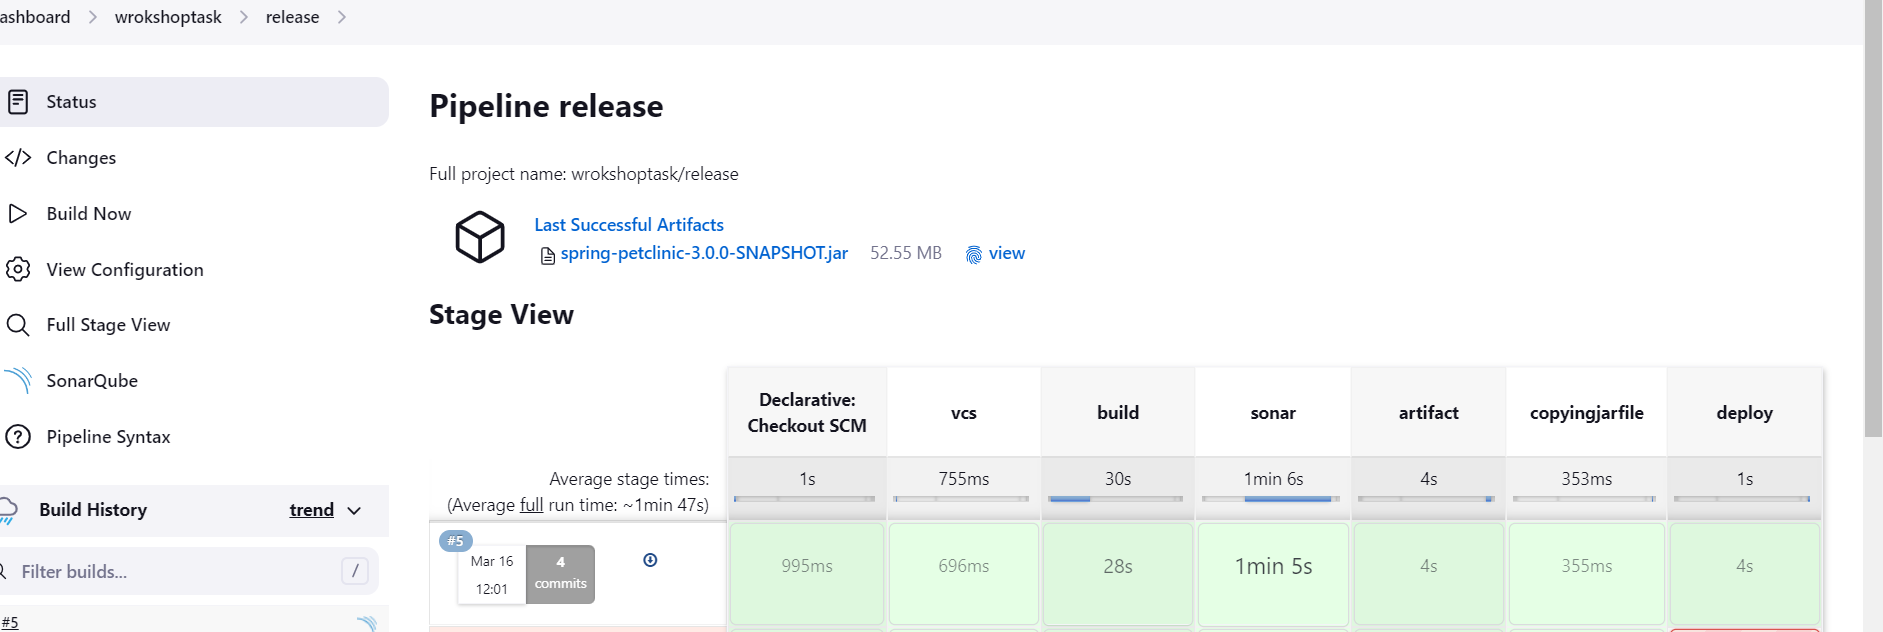 ashboard > wrokshoptask > release >
Status
Changes
Build Now
View Configuration
Full Stage View
SonarQube
Pipeline Syntax
Build History trend
Filter builds... /
#5
Pipeline release
Full project name: wrokshoptask/release
Last Successful Artifacts
spring-petclinic-3.0.0-SNAPSHOT.jar 52.55 MB view
Stage View
Declarative: Checkout SCM vcs build sonar artifact copyingjarfile deploy
Average stage times: 1s 755ms 30s 1min 6s 4s 353ms 1s
(Average full run time: ~1min 47s)
#5
Mar 16 4
12:01 commits
995ms 696ms 28s 1min 5s 4s 355ms 4s